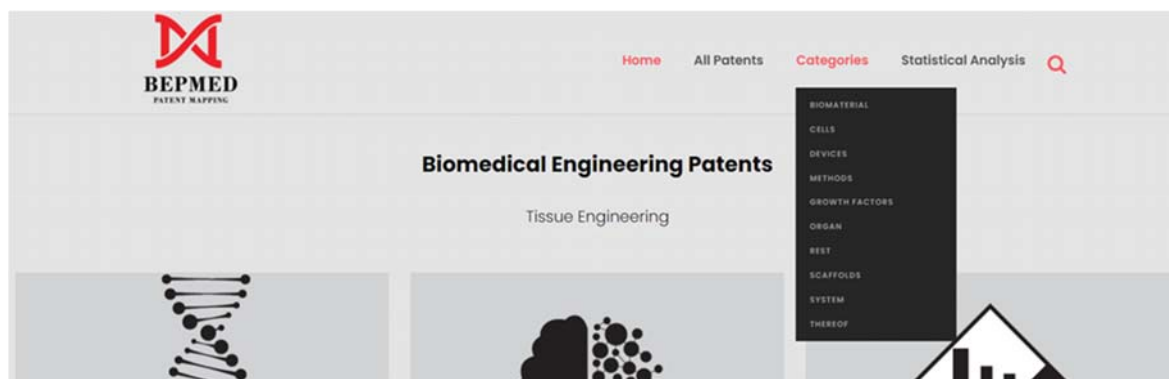 BEPMED
PATENT MAPPING
Home All Patents Categories Statistical Analysis
BIOMATERIAL
CELLS
DEVICES
METHODS
GROWTH FACTORS
ORGAN
REST
SCAFFOLDS
SYSTEM
THEREOF
Biomedical Engineering Patents
Tissue Engineering